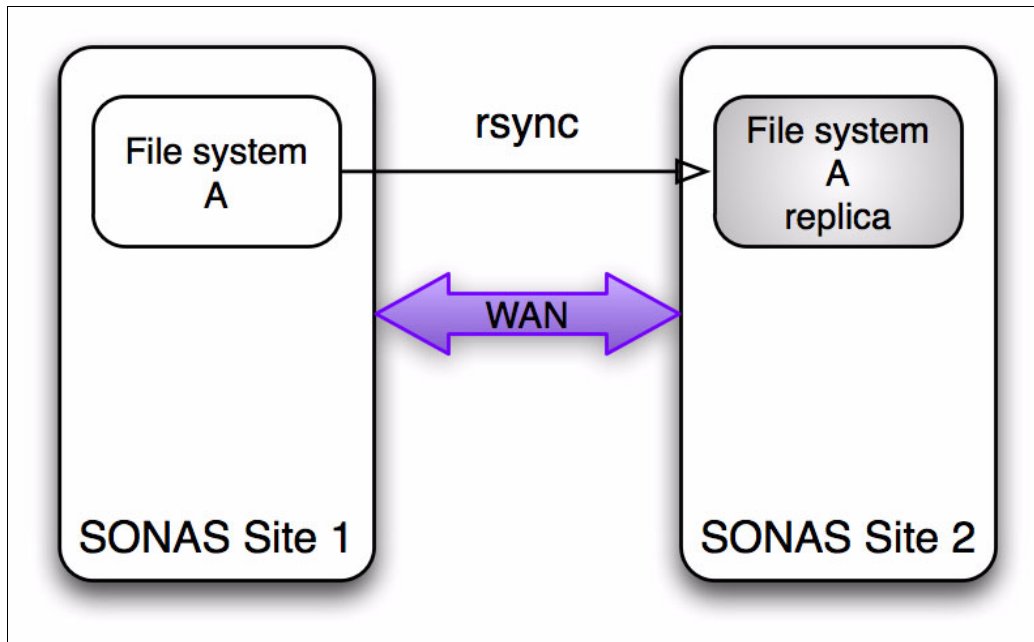 File system
A
rsync
File system
A
replica
WAN
SONAS Site 1
SONAS Site 2